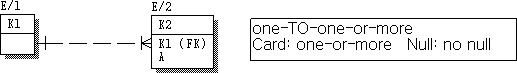 E/1
K1
E/2
K2
K1 (FK)
A
one-TO-one-or-more
Card: one-or-more Null: no null